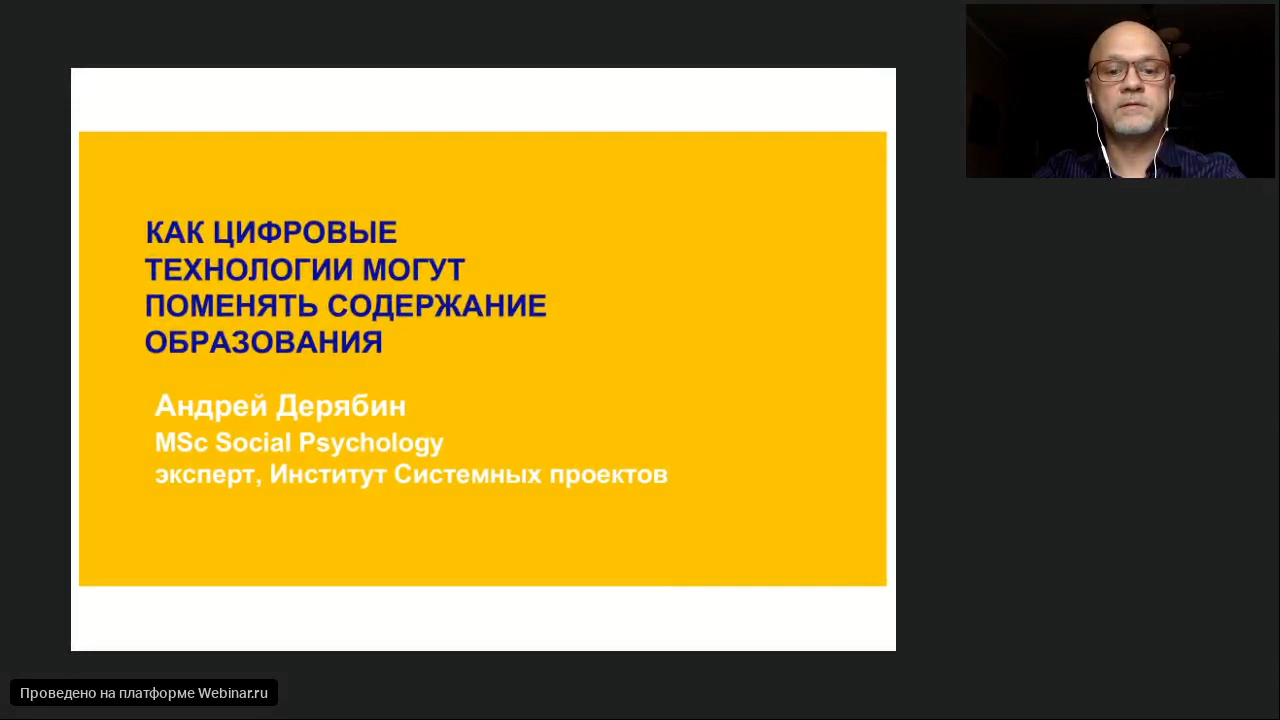 КАК ЦИФРОВЫЕ
ТЕХНОЛОГИИ МОГУТ
ПОМЕНЯТЬ СОДЕРЖАНИЕ
ОБРАЗОВАНИЯ
Андрей Дерябин
MSc Social Psychology
эксперт, Институт Системных проектов
Проведено на платформе Webinar.ru